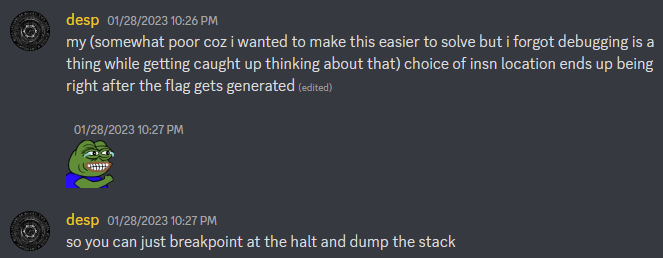 desp 01/28/2023 10:26 PM
my (somewhat poor coz i wanted to make this easier to solve but i forgot debugging is a
thing while getting caught up thinking about that) choice of insn location ends up being
right after the flag gets generated (edited)
01/28/2023 10:27 PM
desp 01/28/2023 10:27 PM
so you can just breakpoint at the halt and dump the stack